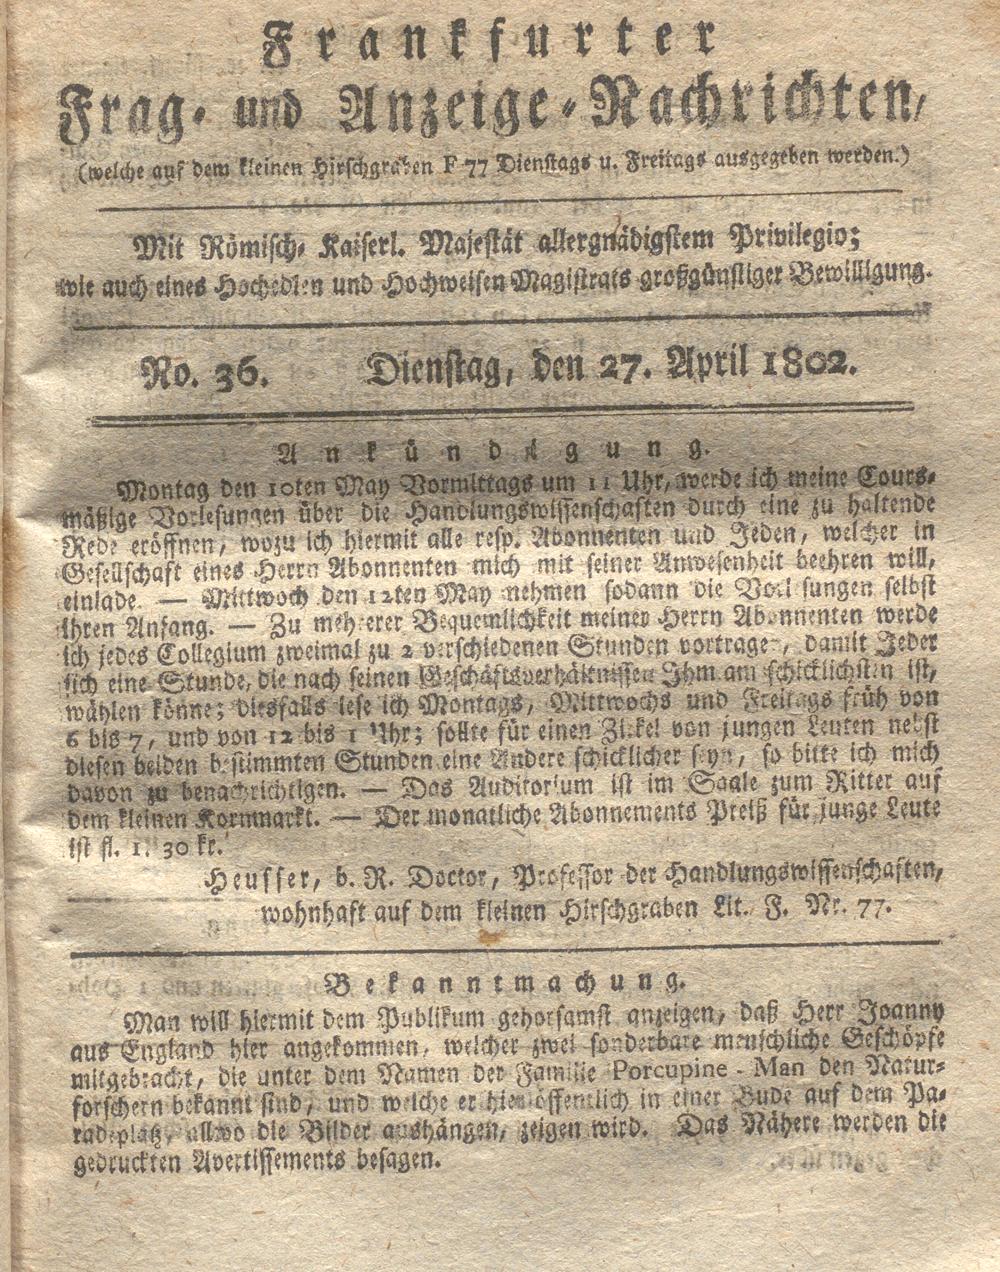 Frankfurter
Frag- und Anzeige-Nachrichten,
(welche auf dem kleinen Hirschgraben F 77 Dienstags u. Freitags ausgegeben werden.)
Mit Römisch-Kaiserl. Majestät allergnädigstem Privilegio;
wie auch eines Hochedlen und Hochweisen Magistrats großgünstiger Bewilligung.
No. 36. Dienstag, den 27. April 1802.
Ankündigung.
Montag den 10ten May Vormittags um 11 Uhr, werde ich meine Cours-
mäßige Vorlesungen über die Handlungswissenschaften durch eine zu haltende
Rede eröffnen, wozu ich hiermit alle resp. Abonnenten und Jeden, welcher in
Gesellschaft eines Herrn Abonnenten mich mit seiner Anwesenheit beehren will,
einlade. — Mittwoch den 12ten May nehmen sodann die Vorlesungen selbst
ihren Anfang. — Zu mehrerer Bequemlichkeit meiner Herrn Abonnenten werde
ich jedes Collegium zweimal zu 2 verschiedenen Stunden vortragen, damit Jeder
sich eine Stunde, die nach seinen Geschäftsverhältnissen Ihm am schicklichsten ist,
wählen könne; diesfalls lese ich Montags, Mittwochs und Freitags früh von
6 bis 7, und von 12 bis 1 Uhr; sollte für einen Zirkel von jungen Leuten nebst
diesen beiden bestimmten Stunden eine Andere schicklicher seyn, so bitte ich mich
davon zu benachrichtigen. — Das Auditorium ist im Saale zum Ritter auf
dem kleinen Kornmarkt. — Der monatliche Abonnements Preiß für junge Leute
ist fl. 1. 30 kr.
Heusser, b. R. Doctor, Professor der Handlungswissenschaften,
wohnhaft auf dem kleinen Hirschgraben Lit. F. Nr. 77.
Bekanntmachung.
Man will hiermit dem Publikum gehorsamst anzeigen, daß Herr Joanny
aus England hier angekommen, welcher zwei sonderbare menschliche Geschöpfe
mitgebracht, die unter dem Namen der Familie Porcupine - Man den Natur-
forschern bekannt sind, und welche er hier öffentlich in einer Bude auf dem Pa-
radeplatz, allwo die Bilder aushängen, zeigen wird. Das Nähere werden die
gedruckten Avertissements besagen.